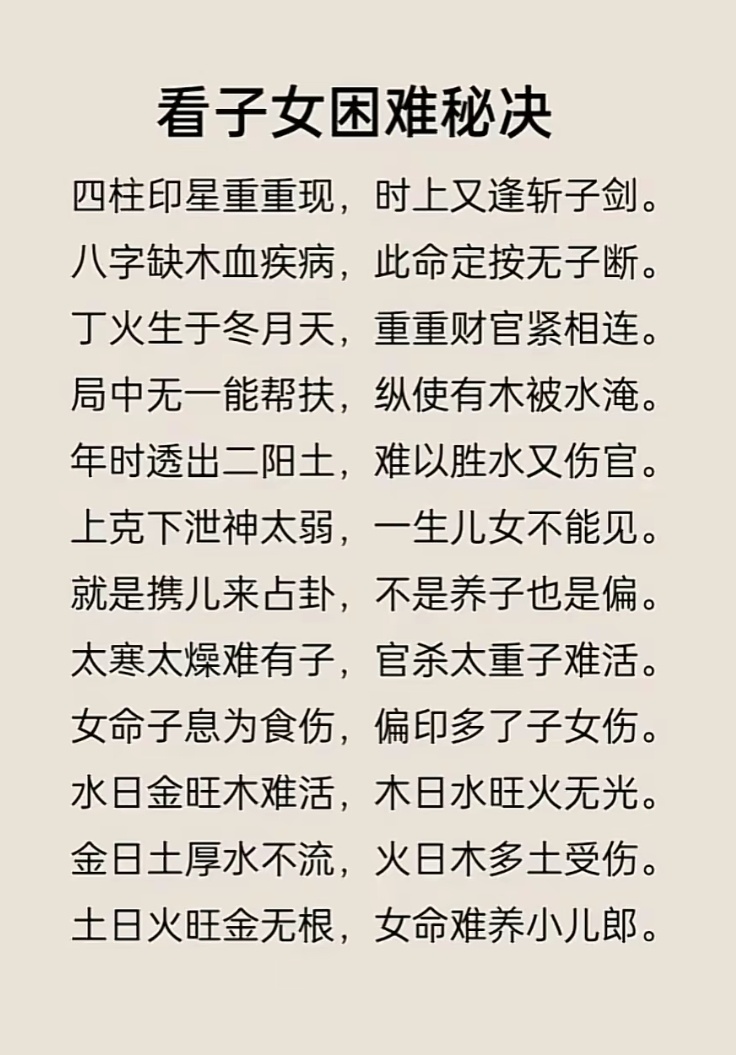 看子女困难秘决
四柱印星重重现，时上又逢斩子剑。
八字缺木血疾病，此命定按无子断。
丁火生于冬月天，重重财官紧相连。
局中无一能帮扶，纵使有木被水淹。
年时透出二阳土，难以胜水又伤官。
上克下泄神太弱，一生儿女不能见。
就是携儿来占卦，不是养子也是偏。
太寒太燥难有子，官杀太重子难活。
女命子息为食伤，偏印多了子女伤。
水日金旺木难活，木日水旺火无光。
金日土厚水不流，火日木多土受伤。
土日火旺金无根，女命难养小儿郎。